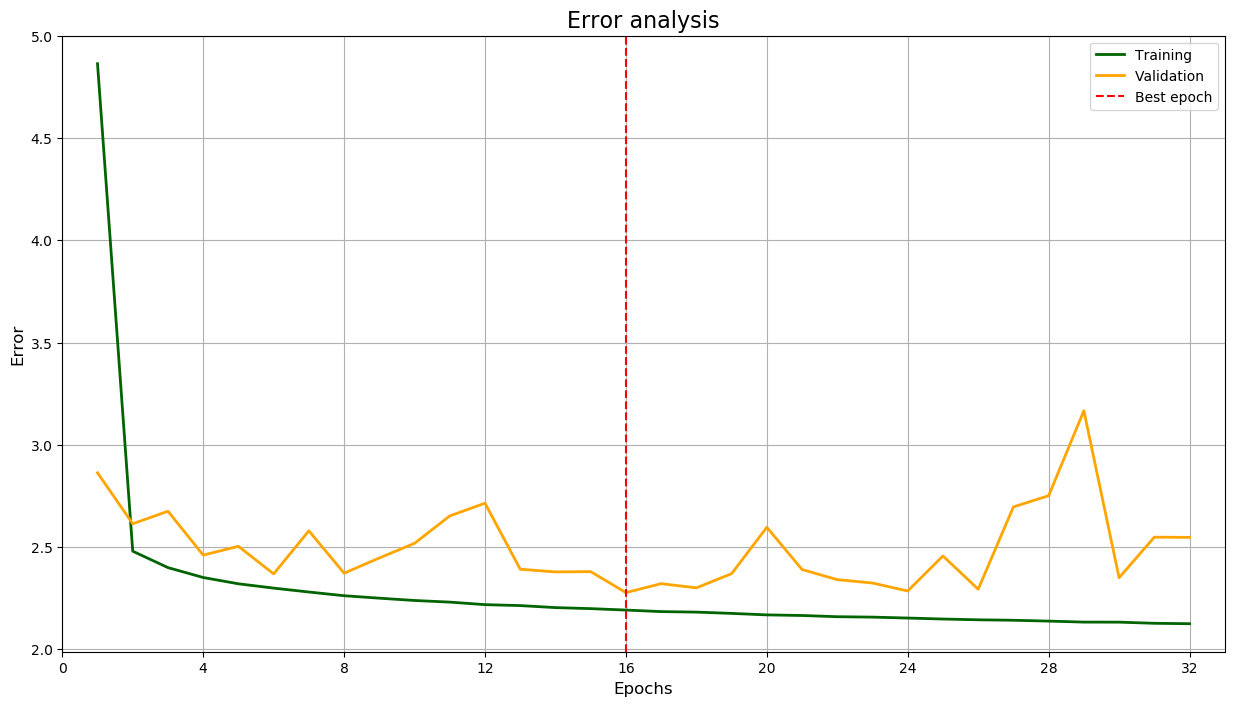 Error analysis
Training
Validation
Best epoch
5.0
4.5
4.0
3.5
3.0
2.5
2.0
Error
0 4 8 12 16 20 24 28 32
Epochs